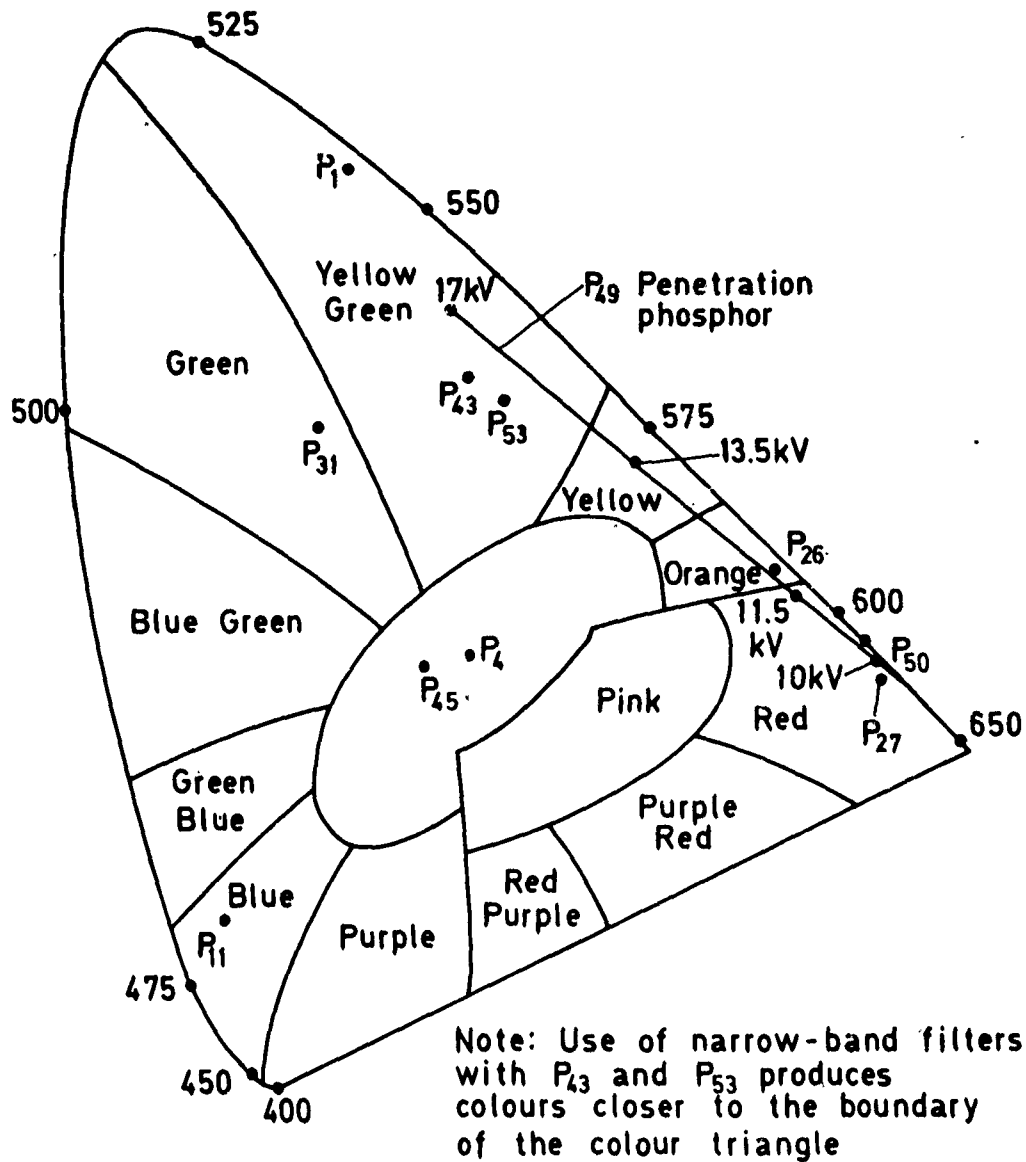 525
P1
550
Yellow
Green
17kV
P49 Penetration
phosphor
Green
500
P43
P53
P31
575
13.5kV
Yellow
P26
Orange
11.5
kV
600
Blue Green
P4
P45
P50
10kV
Pink
Red
P27
650
Green
Blue
Purple
Red
Blue
Red
Purple
Purple
P11
475
450
400
Note: Use of narrow-band filters
with P43 and P53 produces
colours closer to the boundary
of the colour triangle